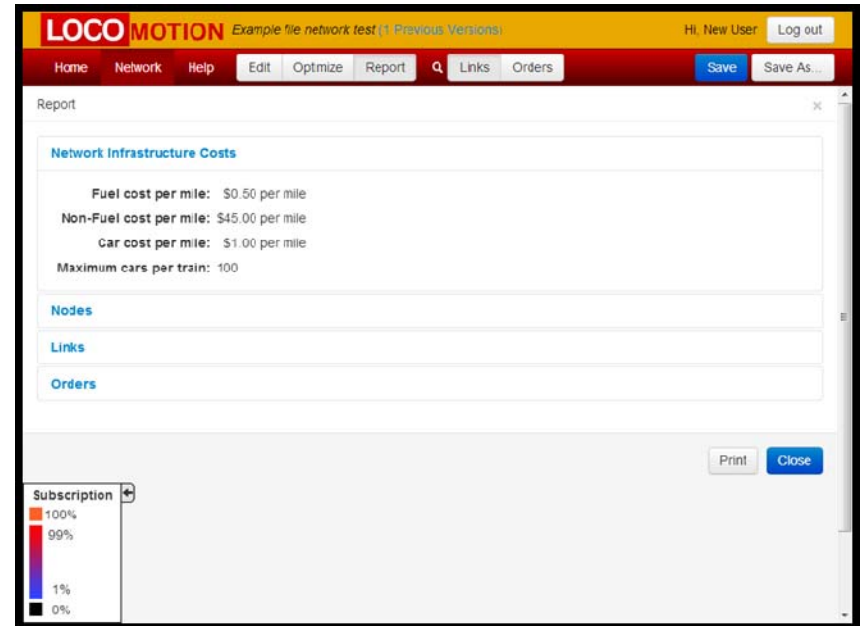 LOCOMOTION Example file network test (1 Previous Versions) Hi, New User Log out
Home Network Help Edit Optmize Report Links Orders Save Save As...
Report ×
Network Infrastructure Costs
Fuel cost per mile: $0.50 per mile
Non-Fuel cost per mile: $45.00 per mile
Car cost per mile: $1.00 per mile
Maximum cars per train: 100
Nodes
Links
Orders
Print Close
Subscription
100%
99%
1%
0%